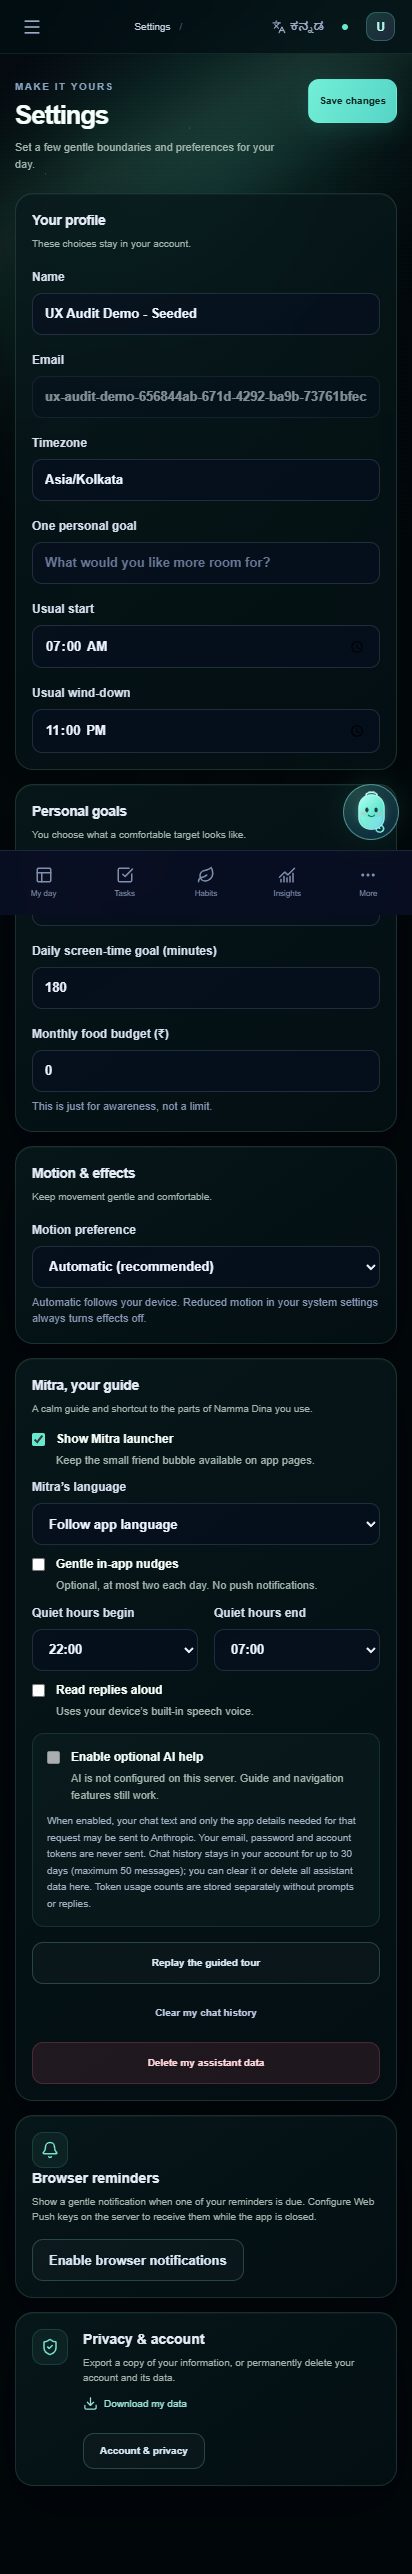 Settings /
ಕನ್ನಡ
U
MAKE IT YOURS
Settings
Save changes
Set a few gentle boundaries and preferences for your
day.
Your profile
These choices stay in your account.
Name
UX Audit Demo - Seeded
Email
ux-audit-demo-656844ab-671d-4292-ba9b-73761bfec
Timezone
Asia/Kolkata
One personal goal
What would you like more room for?
Usual start
07:00 AM
Usual wind-down
11:00 PM
Personal goals
You choose what a comfortable target looks like.
My day
Tasks
Habits
Insights
More
Daily screen-time goal (minutes)
180
Monthly food budget (₹)
0
This is just for awareness, not a limit.
Motion & effects
Keep movement gentle and comfortable.
Motion preference
Automatic (recommended)
Automatic follows your device. Reduced motion in your system settings
always turns effects off.
Mitra, your guide
A calm guide and shortcut to the parts of Namma Dina you use.
Show Mitra launcher
Keep the small friend bubble available on app pages.
Mitra's language
Follow app language
Gentle in-app nudges
Optional, at most two each day. No push notifications.
Quiet hours begin
Quiet hours end
22:00
07:00
Read replies aloud
Uses your device's built-in speech voice.
Enable optional AI help
AI is not configured on this server. Guide and navigation
features still work.
When enabled, your chat text and only the app details needed for that
request may be sent to Anthropic. Your email, password and account
tokens are never sent. Chat history stays in your account for up to 30
days (maximum 50 messages); you can clear it or delete all assistant
data here. Token usage counts are stored separately without prompts
or replies.
Replay the guided tour
Clear my chat history
Delete my assistant data
Browser reminders
Show a gentle notification when one of your reminders is due. Configure Web
Push keys on the server to receive them while the app is closed.
Enable browser notifications
Privacy & account
Export a copy of your information, or permanently delete your
account and its data.
Download my data
Account & privacy